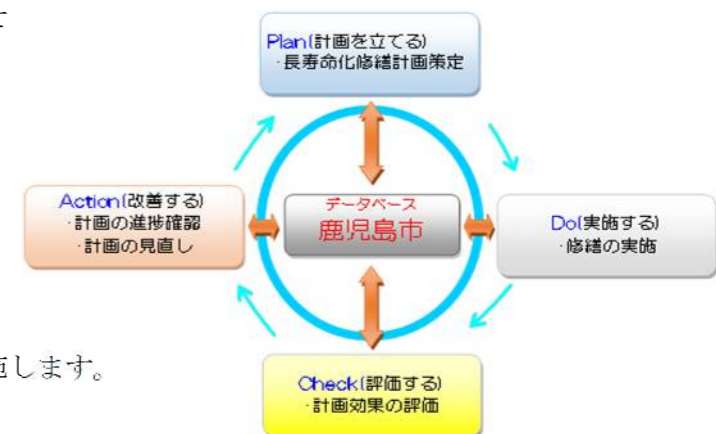 Plan(計画を立てる)
・長寿命化修繕計画策定
Action(改善する)
・計画の進捗確認
・計画の見直し
データベース
鹿児島市
Do(実施する)
・修繕の実施
Check(評価する)
・計画効果の評価
施します。